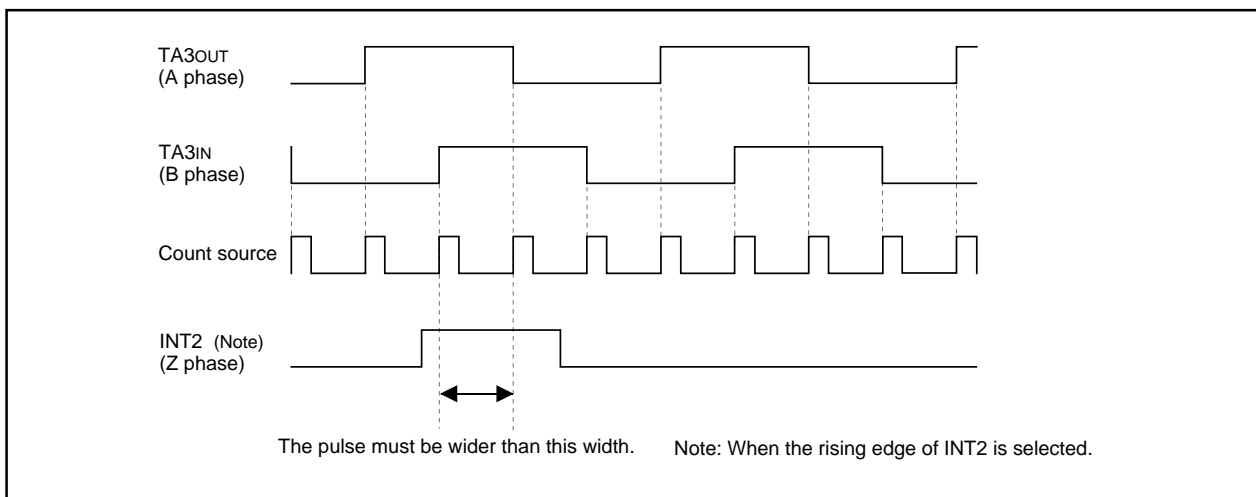 TA3OUT
(A phase)
TA3IN
(B phase)
Count source
INT2 (Note)
(Z phase)
The pulse must be wider than this width.
Note: When the rising edge of INT2 is selected.